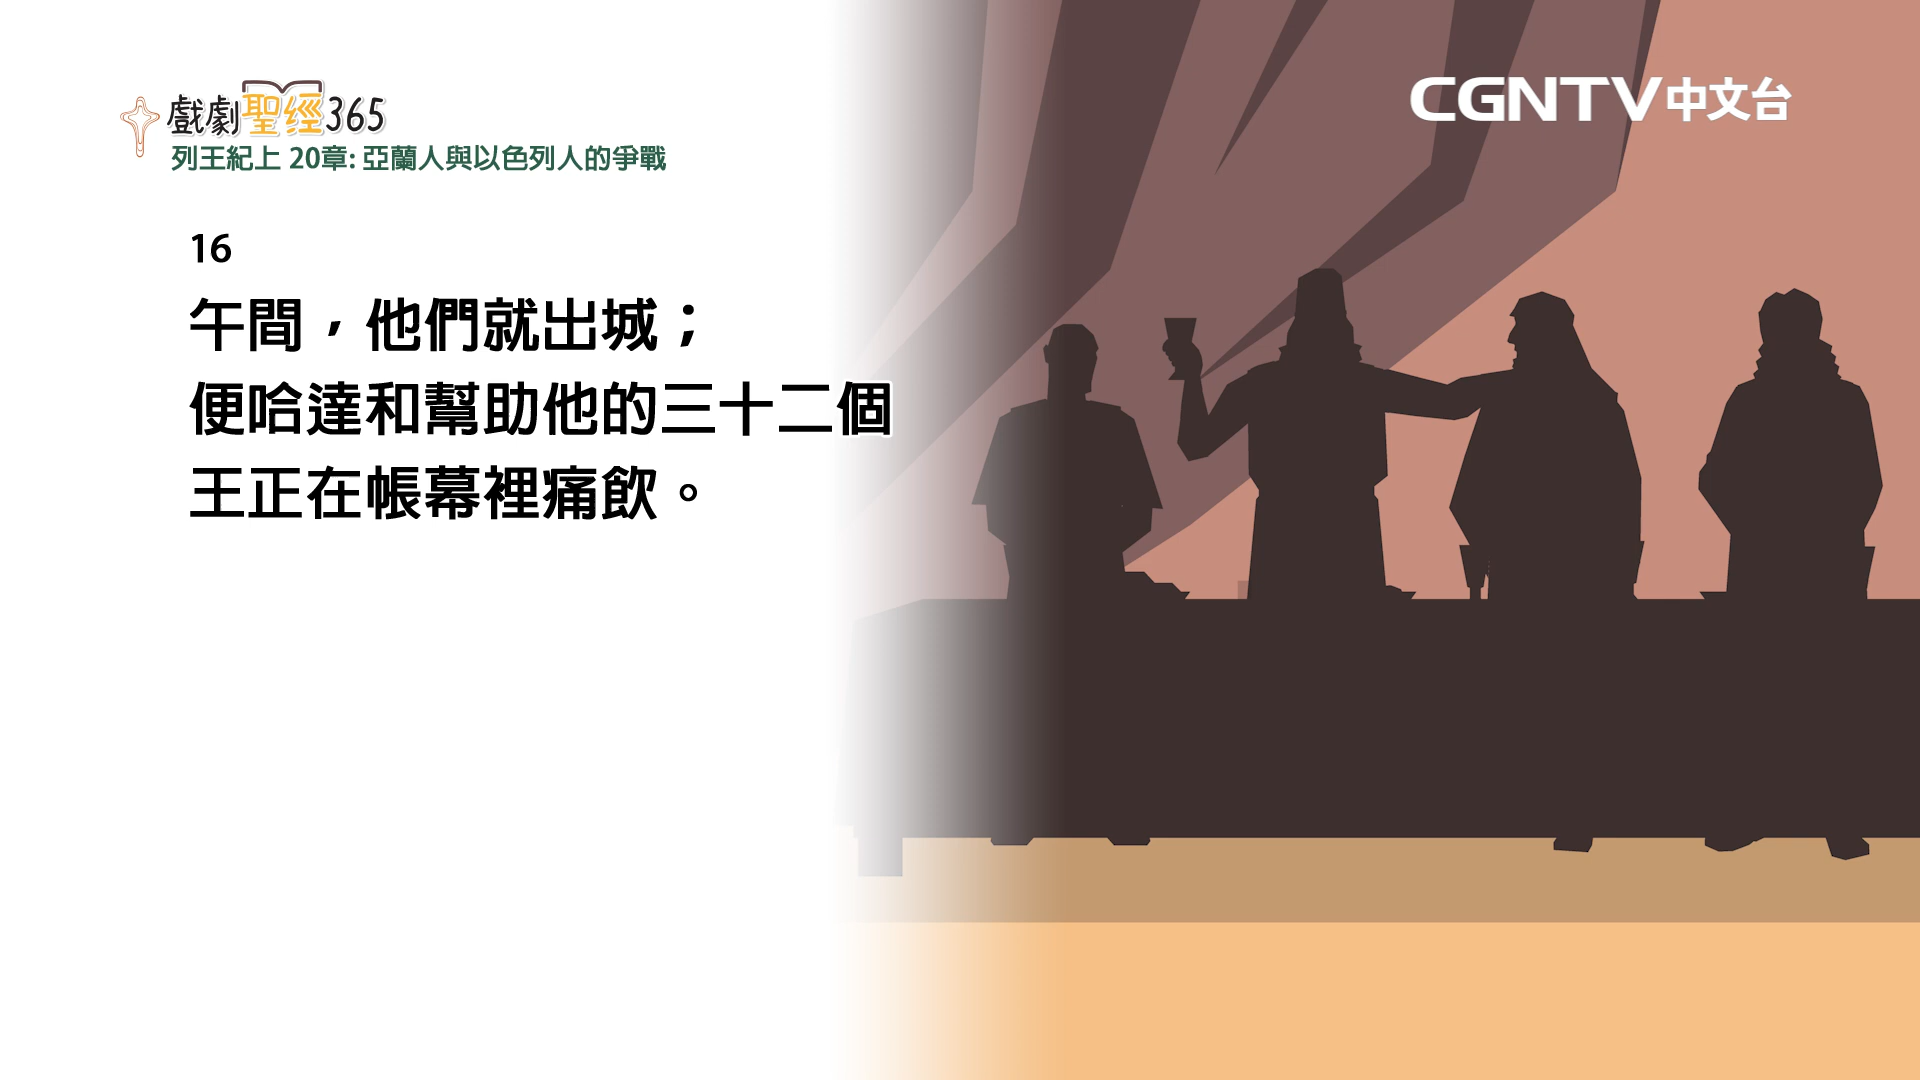 戲劇聖經365
CGNTV中文台
列王紀上 20章: 亞蘭人與以色列人的爭戰
16
午間，他們就出城；
便哈達和幫助他的三十二個
王正在帳幕裡痛飲。